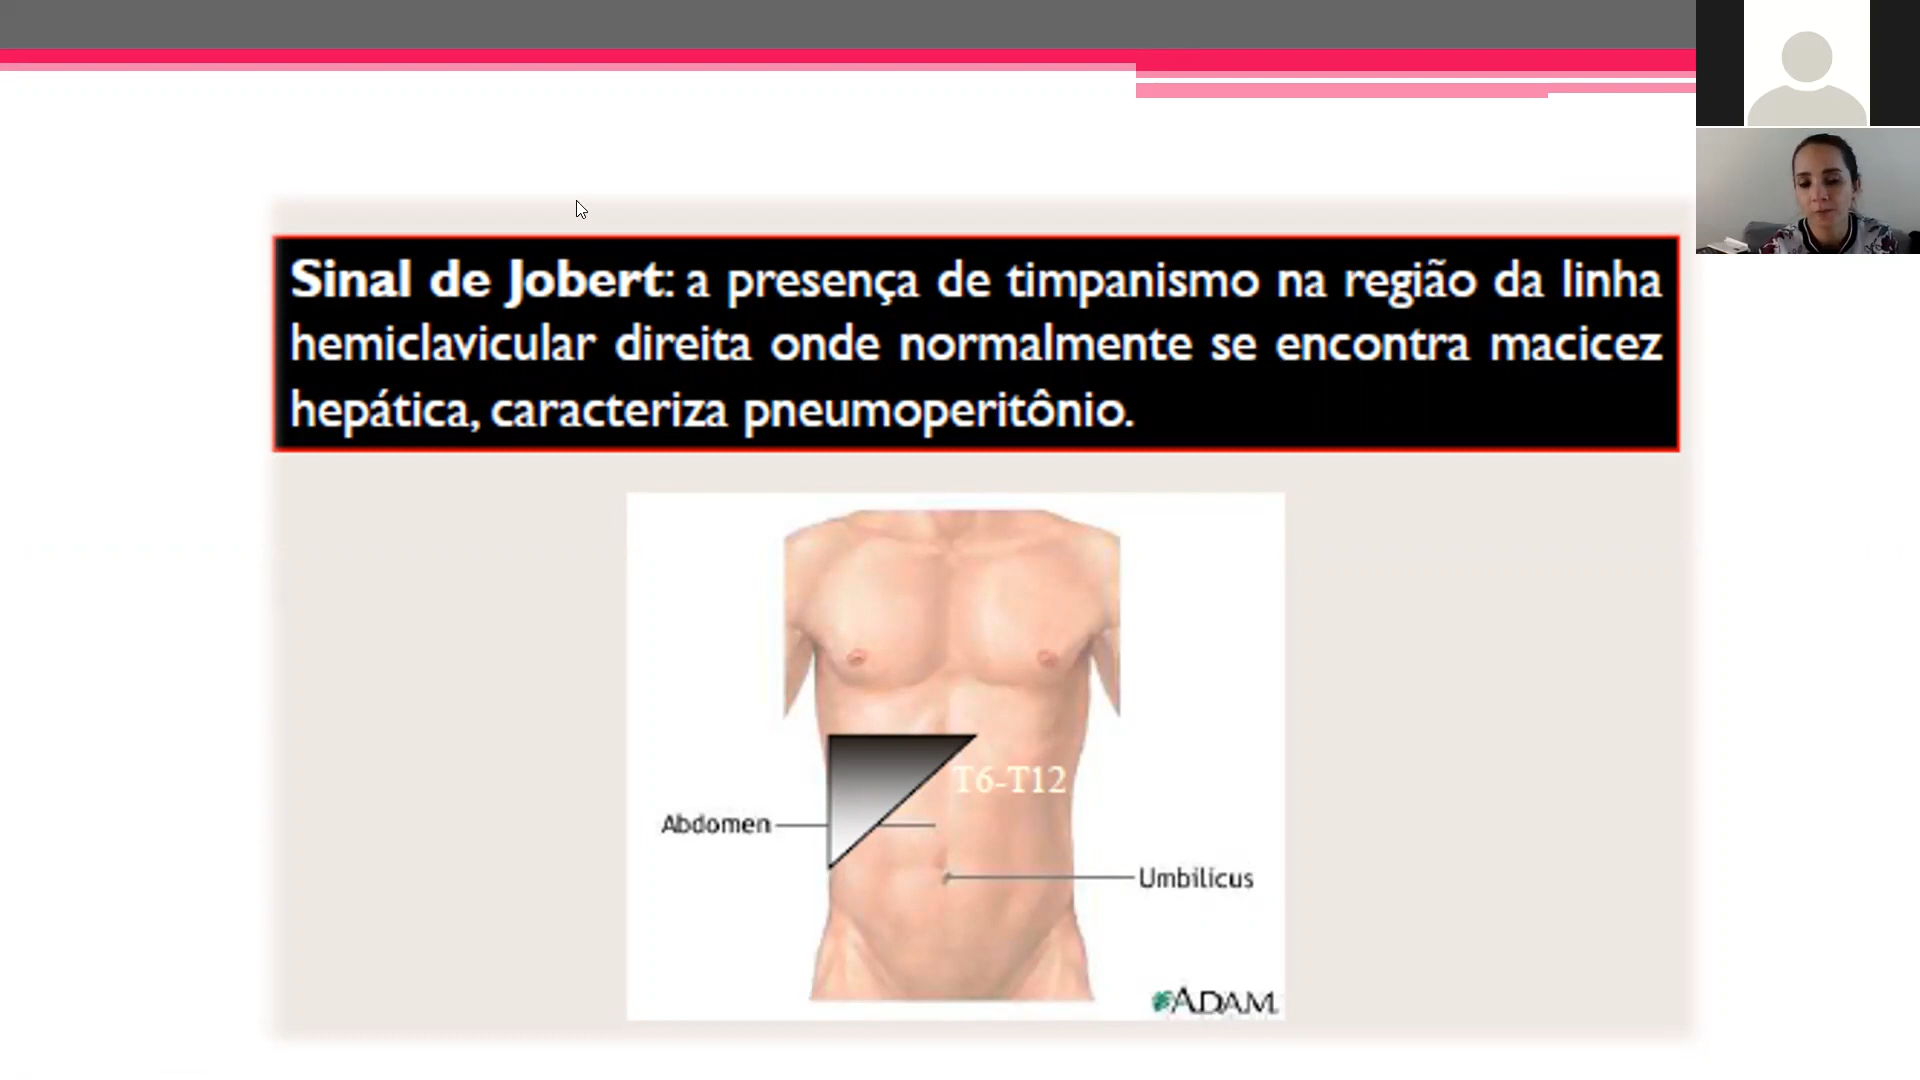 Sinal de Jobert: a presença de timpanismo na região da linha
hemiclavicular direita onde normalmente se encontra macicez
hepática, caracteriza pneumoperitônio.
T6-T12
Abdomen
Umbilicus
ADAM